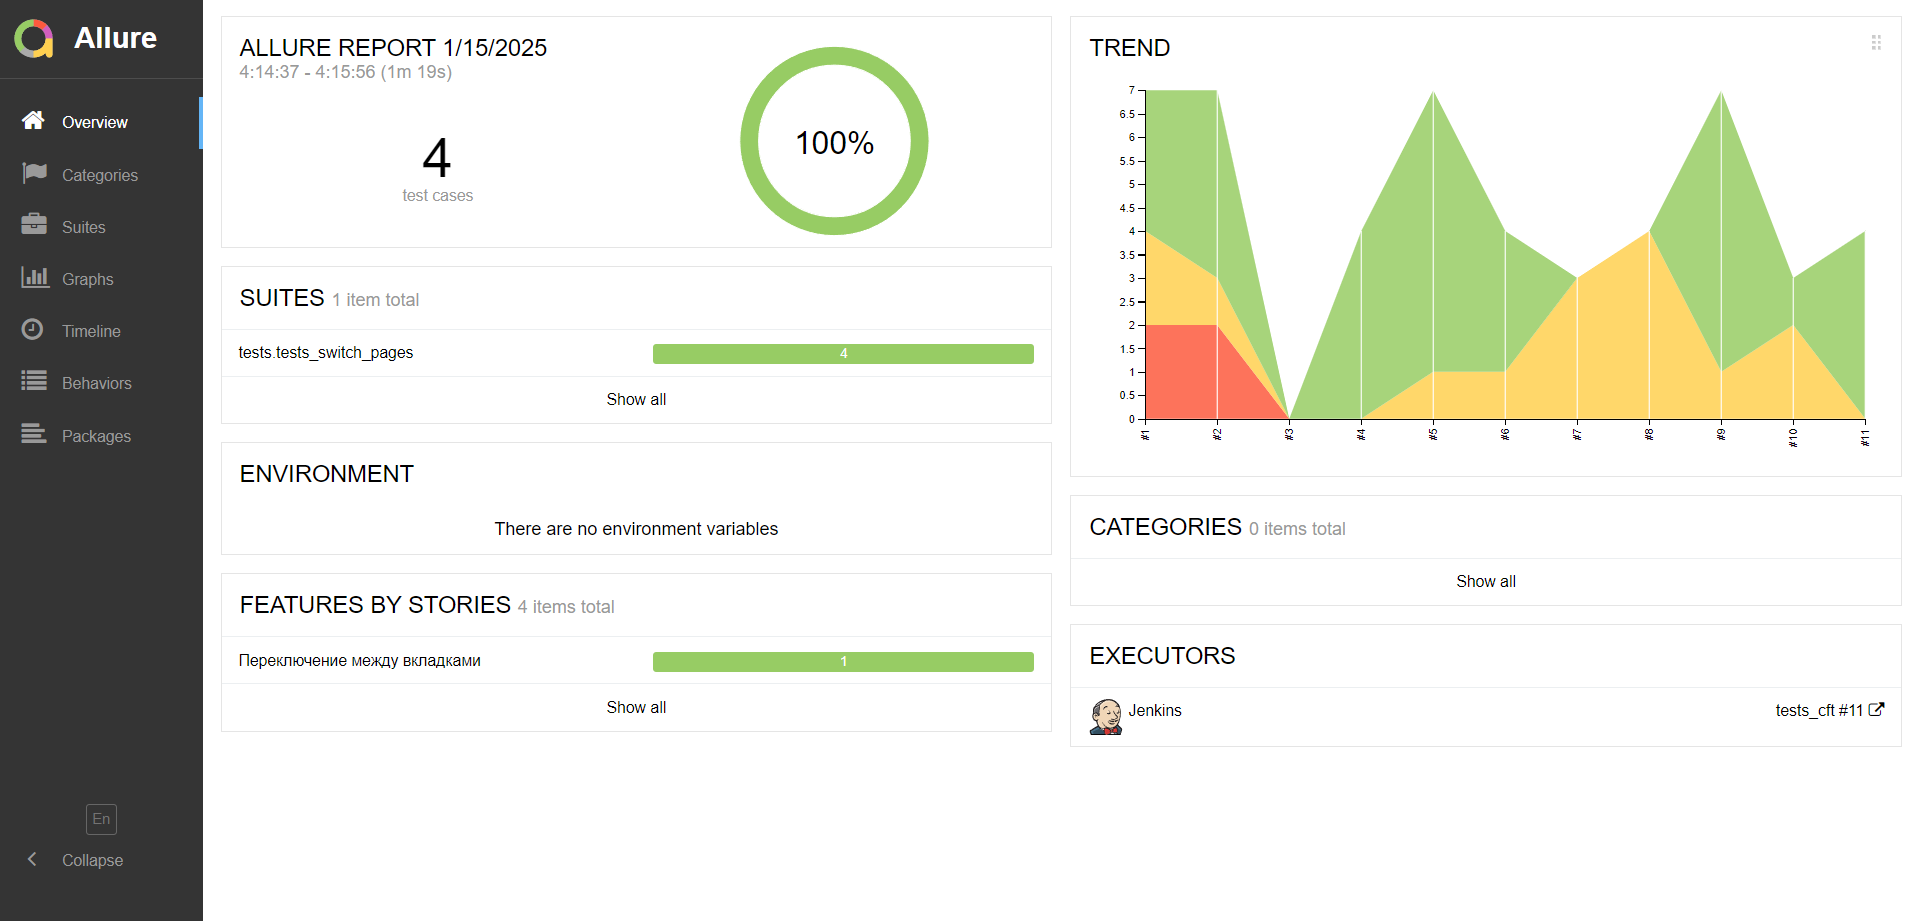 Allure
Overview
Categories
Suites
Graphs
Timeline
Behaviors
Packages
En
Collapse
ALLURE REPORT 1/15/2025
4:14:37 - 4:15:56 (1m 19s)
4
test cases
100%
SUITES 1 item total
tests.tests_switch_pages 4
Show all
ENVIRONMENT
There are no environment variables
FEATURES BY STORIES 4 items total
Переключение между вкладками 1
Show all
TREND
7
6.5
6
5.5
5
4.5
4
3.5
3
2.5
2
1.5
1
0.5
0
#1 #2 #3 #4 #5 #6 #7 #8 #9 #10 #11
CATEGORIES 0 items total
Show all
EXECUTORS
Jenkins tests_cft #11